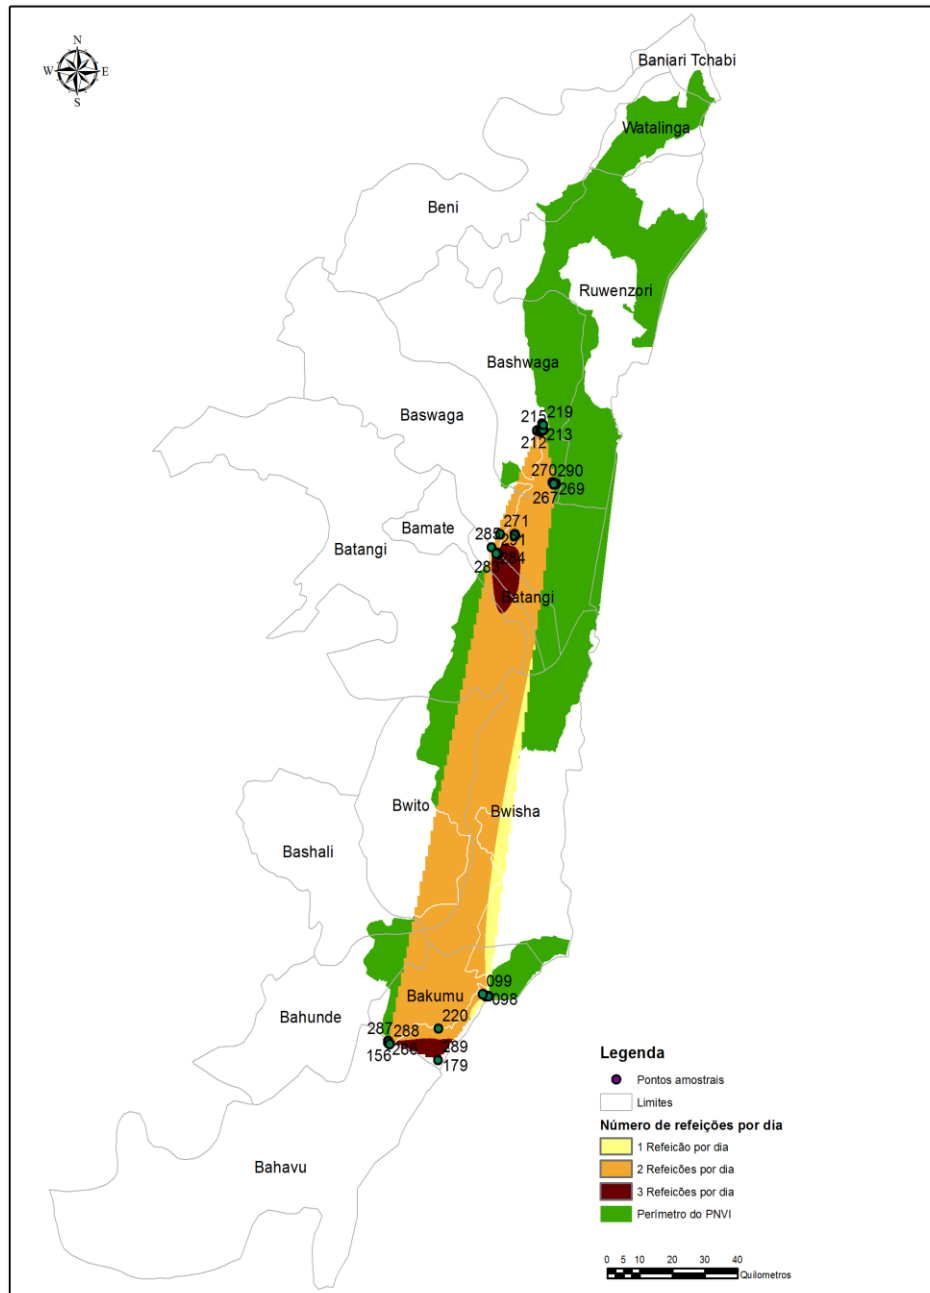 N
W E
S
Baniari Tchabi
Watalinga
Beni
Ruwenzori
Bashwaga
Baswaga
215 219
212 213
270 290
267 269
Bamate
285 271
291
283 284
Batangi
Batangi
Bwito
Bwisha
Bashali
099
098
Bakumu
220
Bahunde
287 288
156 286 289
179
Bahavu
Legenda
Pontos amostrais
Limites
Número de refeições por dia
1 Refeicão por dia
2 Refeicões por dia
3 Refeicões por dia
Perímetro do PNVI
0 5 10 20 30 40
Quilometros